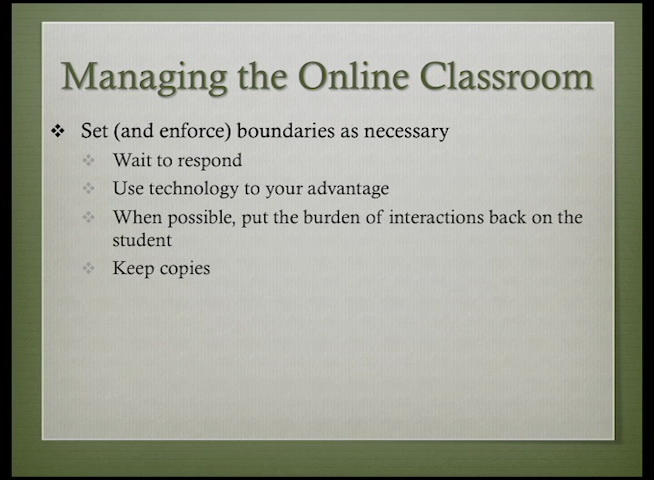 Managing the Online Classroom
Set (and enforce) boundaries as necessary
Wait to respond
Use technology to your advantage
When possible, put the burden of interactions back on the
student
Keep copies